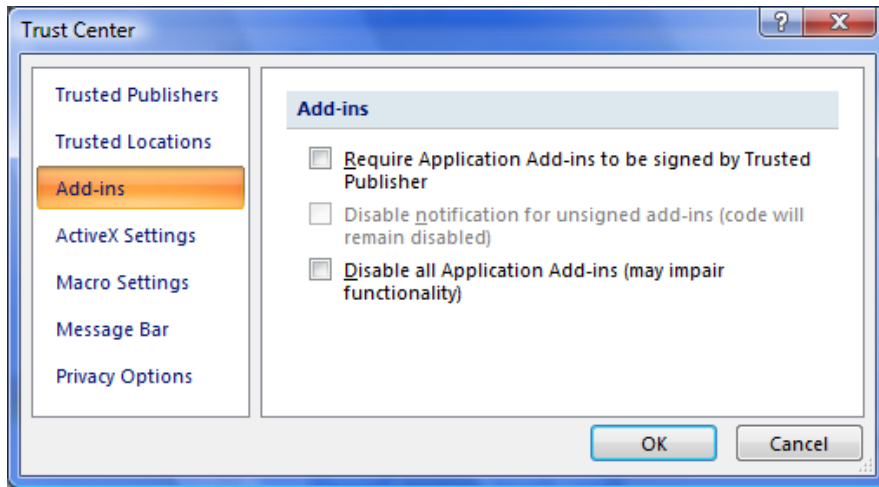 Trust Center
?
X
Trusted Publishers
Trusted Locations
Add-ins
ActiveX Settings
Macro Settings
Message Bar
Privacy Options
Add-ins
Require Application Add-ins to be signed by Trusted
Publisher
Disable notification for unsigned add-ins (code will
remain disabled)
Disable all Application Add-ins (may impair
functionality)
OK
Cancel